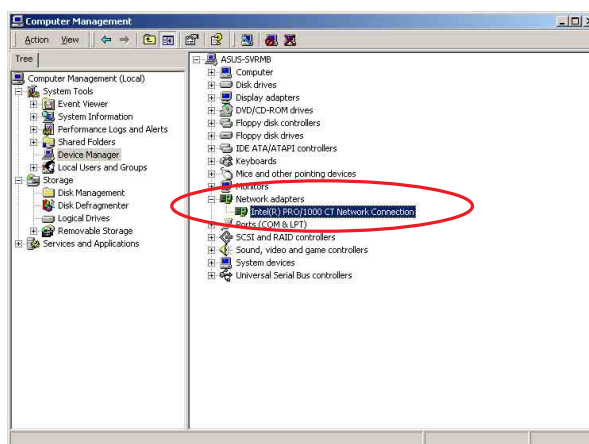 Computer Management
Action View
Tree
Computer Management (Local)
System Tools
Event Viewer
System Information
Performance Logs and Alerts
Shared Folders
Device Manager
Local Users and Groups
Storage
Disk Management
Disk Defragmenter
Logical Drives
Removable Storage
Services and Applications
ASUS-SVRMB
Computer
Disk drives
Display adapters
DVD/CD-ROM drives
Floppy disk controllers
Floppy disk drives
IDE ATA/ATAPI controllers
Keyboards
Mice and other pointing devices
Monitors
Network adapters
Intel(R) PRO/1000 CT Network Connection
Ports (COM & LPT)
SCSI and RAID controllers
Sound, video and game controllers
System devices
Universal Serial Bus controllers